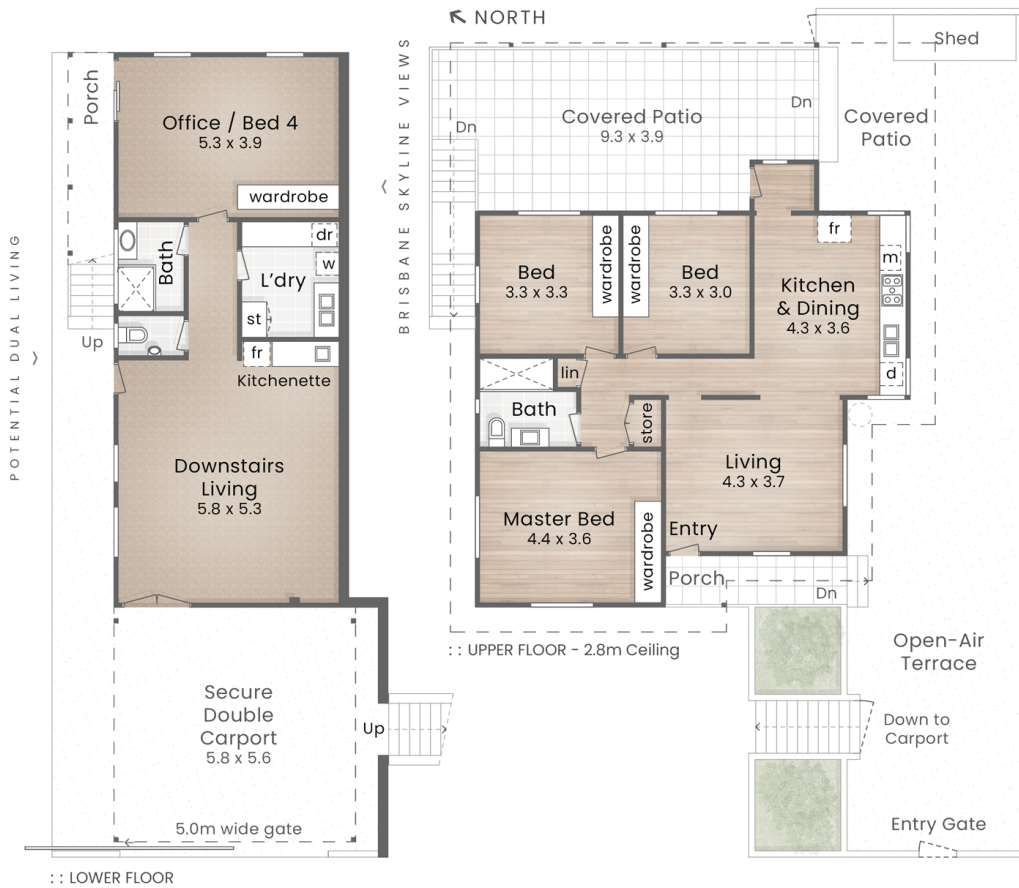 NORTH
Shed
Porch
BRISBANE SKYLINE VIEWS
Dn
Covered Patio
9.3 x 3.9
Dn
Covered
Patio
Office / Bed 4
5.3 x 3.9
wardrobe
fr
Bath
dr
w
L'dry
st
Bed
3.3 x 3.3
wardrobe
wardrobe
Bed
3.3 x 3.0
Kitchen
& Dining
4.3 x 3.6
m
d
POTENTIAL DUAL LIVING
Up
fr
Kitchenette
lin
Bath
store
Downstairs
Living
5.8 x 5.3
Living
4.3 x 3.7
Master Bed
4.4 x 3.6
wardrobe
Entry
Porch
Dn
:: UPPER FLOOR - 2.8m Ceiling
Open-Air
Terrace
Secure
Double
Carport
5.8 x 5.6
Up
Down to
Carport
5.0m wide gate
Entry Gate
:: LOWER FLOOR